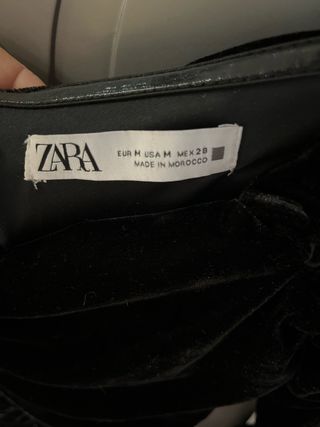 ZARA
EUR M USA M MEX 28
MADE IN MOROCCO